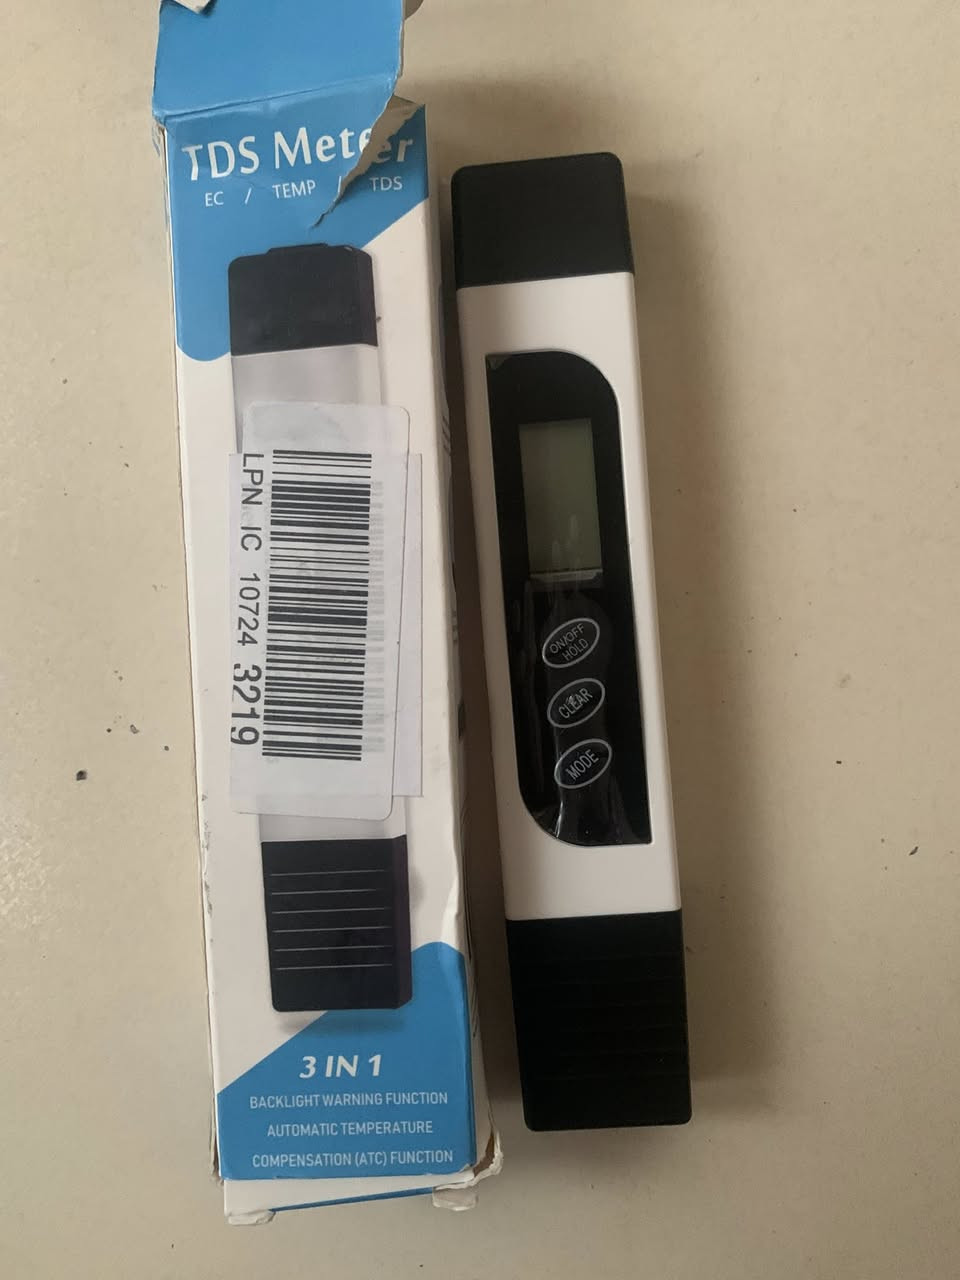 TDS Meter
EC / TEMP / TDS
LPN IC 10724 3219
3 IN 1
BACKLIGHT WARNING FUNCTION
AUTOMATIC TEMPERATURE
COMPENSATION (ATC) FUNCTION
ON/OFF
HOLD
CLEAR
MODE